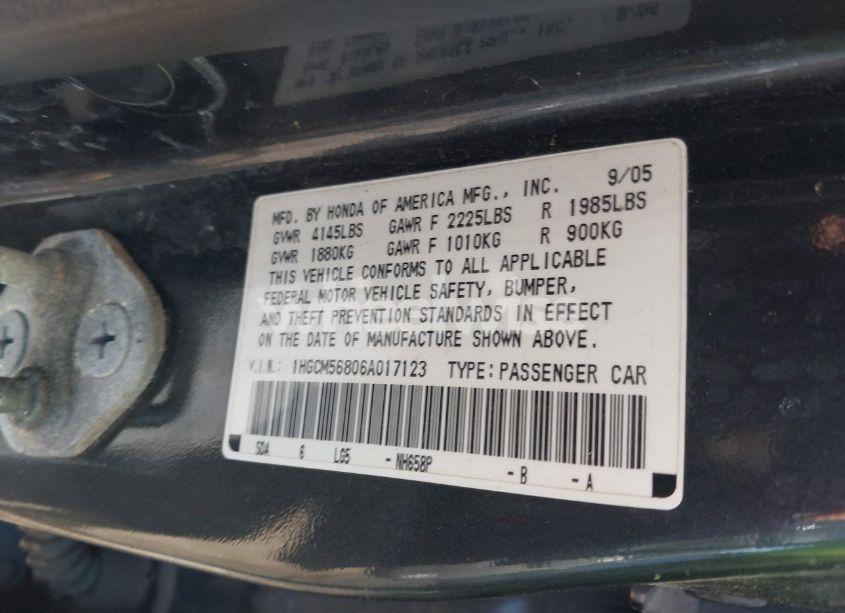 MFD. BY HONDA OF AMERICA MFG., INC. 9/05
GVWR 4145LBS GAWR F 2225LBS R 1985LBS
GVWR 1880KG GAWR F 1010KG R 900KG
THIS VEHICLE CONFORMS TO ALL APPLICABLE
FEDERAL MOTOR VEHICLE SAFETY, BUMPER,
AND THEFT PREVENTION STANDARDS IN EFFECT
ON THE DATE OF MANUFACTURE SHOWN ABOVE.
V.I.N.: 1HGCM56806A017123 TYPE: PASSENGER CAR
SDA 6 LG5 - NH658P - B - A